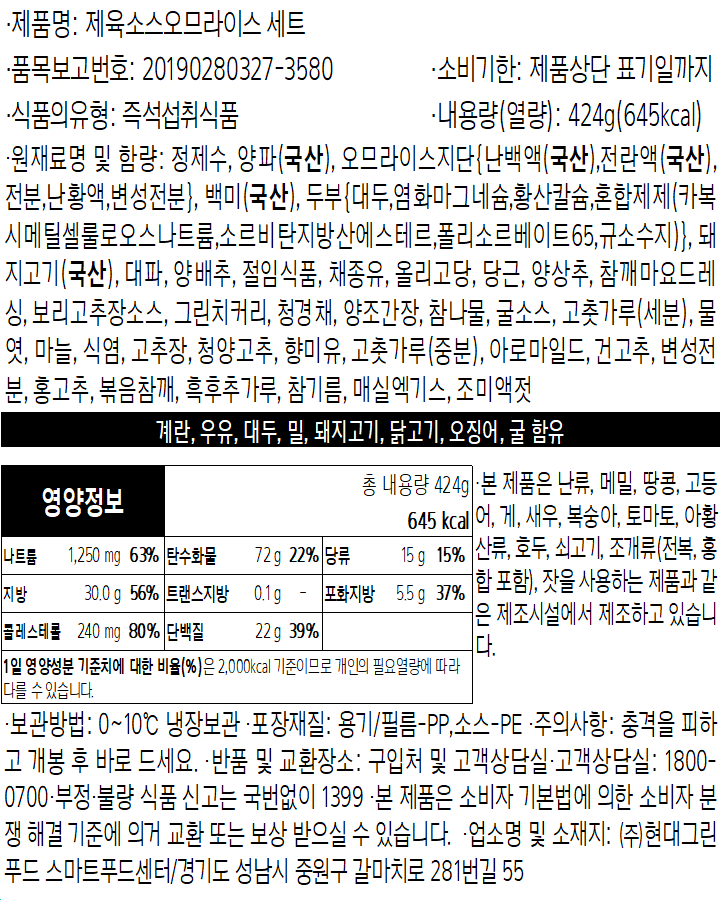 ·제품명: 제육소스오므라이스 세트
·품목보고번호: 20190280327-3580 ·소비기한: 제품상단 표기일까지
·식품의유형: 즉석섭취식품 ·내용량(열량): 424g(645kcal)
·원재료명 및 함량: 정제수, 양파(국산), 오므라이스지단{난백액(국산),전란액(국산),
전분,난황액,변성전분}, 백미(국산), 두부{대두,염화마그네슘,황산칼슘,혼합제제(카복
시메틸셀룰로오스나트륨,소르비탄지방산에스테르,폴리소르베이트65,규소수지)}, 돼
지고기(국산), 대파, 양배추, 절임식품, 채종유, 올리고당, 당근, 양상추, 참깨마요드레
싱, 보리고추장소스, 그린치커리, 청경채, 양조간장, 참나물, 굴소스, 고춧가루(세분), 물
엿, 마늘, 식염, 고추장, 청양고추, 향미유, 고춧가루(중분), 아로마일드, 건고추, 변성전
분, 홍고추, 볶음참깨, 흑후추가루, 참기름, 매실엑기스, 조미액젓
계란, 우유, 대두, 밀, 돼지고기, 닭고기, 오징어, 굴 함유
영양정보
총 내용량 424g
645 kcal
나트륨 1,250 mg 63% 탄수화물 72 g 22% 당류 15 g 15%
지방 30.0 g 56% 트랜스지방 0.1 g - 포화지방 5.5 g 37%
콜레스테롤 240 mg 80% 단백질 22 g 39%
1일 영양성분 기준치에 대한 비율(%)은 2,000kcal 기준이므로 개인의 필요열량에 따라
다를 수 있습니다.
·본 제품은 난류, 메밀, 땅콩, 고등
어, 게, 새우, 복숭아, 토마토, 아황
산류, 호두, 쇠고기, 조개류(전복, 홍
합 포함), 잣을 사용하는 제품과 같
은 제조시설에서 제조하고 있습니
다.
·보관방법: 0~10℃ 냉장보관 ·포장재질: 용기/필름-PP,소스-PE ·주의사항: 충격을 피하
고 개봉 후 바로 드세요. ·반품 및 교환장소: 구입처 및 고객상담실·고객상담실: 1800-
0700·부정·불량 식품 신고는 국번없이 1399 ·본 제품은 소비자 기본법에 의한 소비자 분
쟁 해결 기준에 의거 교환 또는 보상 받으실 수 있습니다. ·업소명 및 소재지: (주)현대그린
푸드 스마트푸드센터/경기도 성남시 중원구 갈마치로 281번길 55